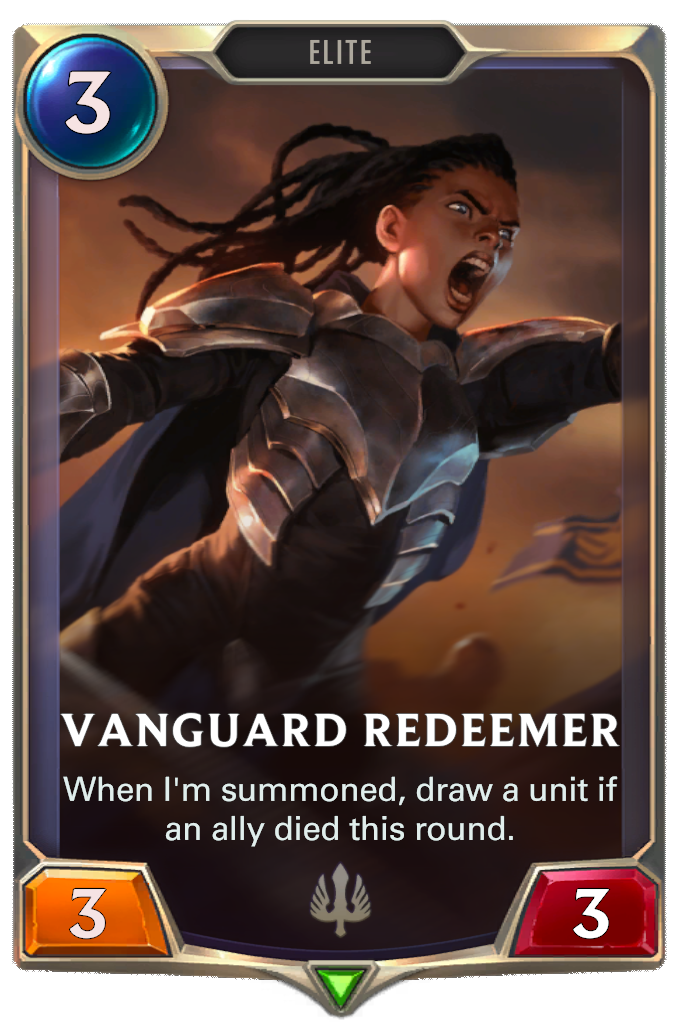 ELITE
3
VANGUARD REDEEMER
When I'm summoned, draw a unit if
an ally died this round.
3
3